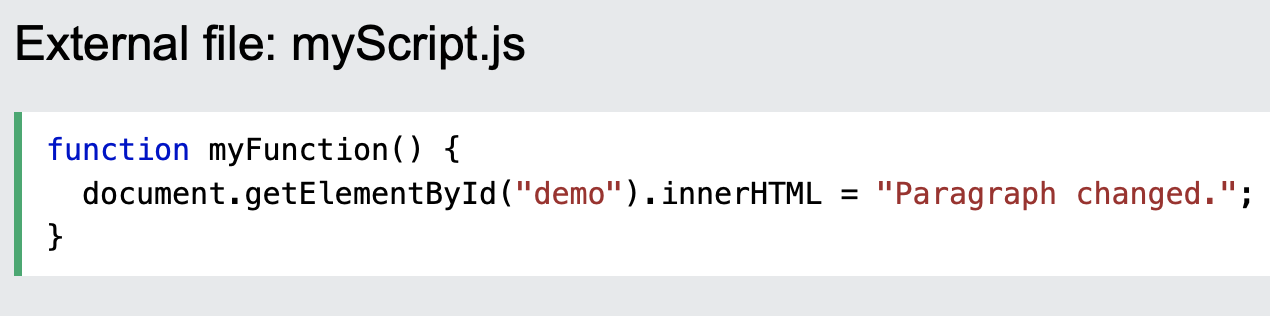 External file: myScript.js
function myFunction() {
  document.getElementById("demo").innerHTML = "Paragraph changed.";
}